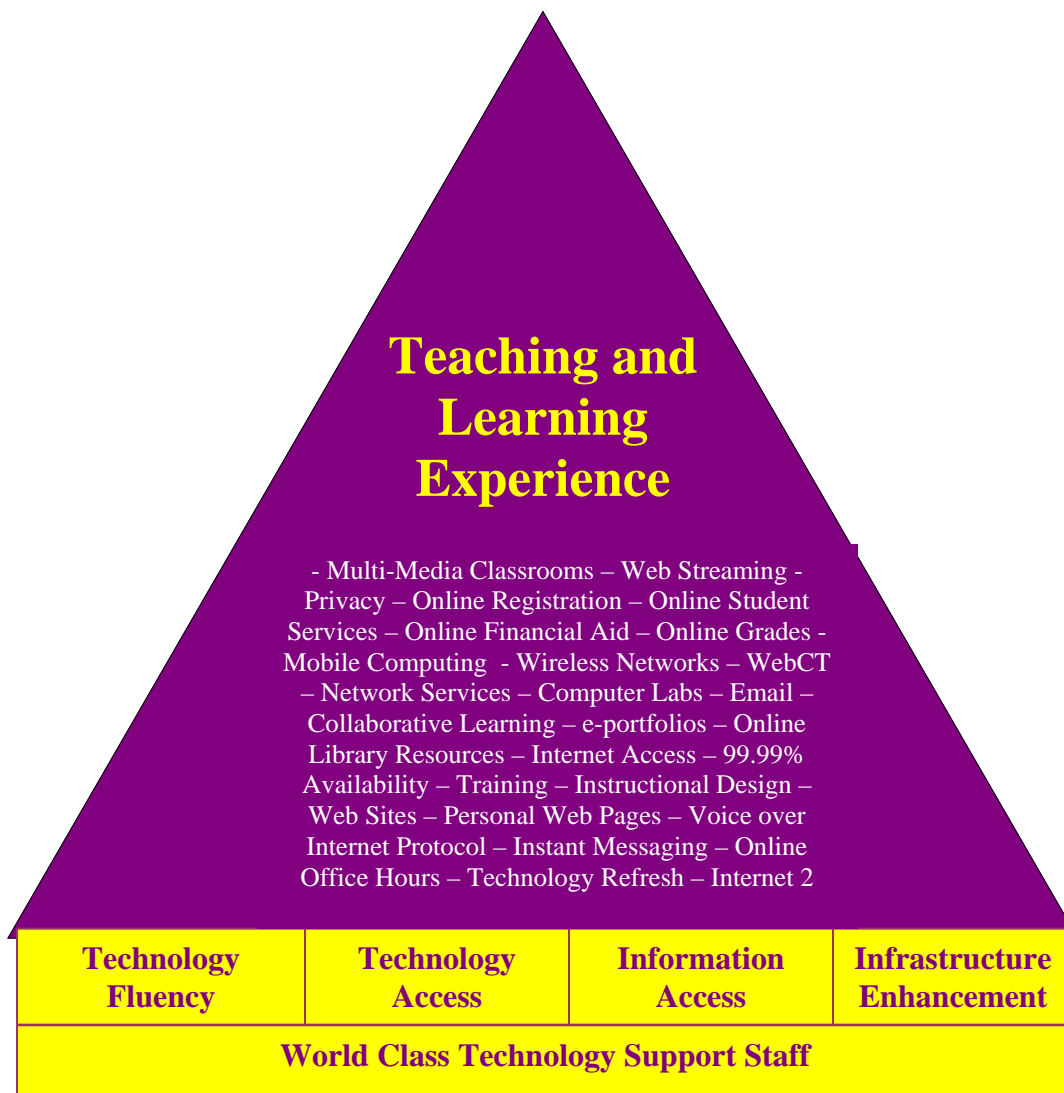 Teaching and
Learning
Experience
- Multi-Media Classrooms – Web Streaming -
Privacy – Online Registration – Online Student
Services – Online Financial Aid – Online Grades -
Mobile Computing  - Wireless Networks – WebCT
– Network Services – Computer Labs – Email –
Collaborative Learning – e-portfolios – Online
Library Resources – Internet Access – 99.99%
Availability – Training – Instructional Design –
Web Sites – Personal Web Pages – Voice over
Internet Protocol – Instant Messaging – Online
Office Hours – Technology Refresh – Internet 2
Technology
Fluency
Technology
Access
Information
Access
Infrastructure
Enhancement
World Class Technology Support Staff